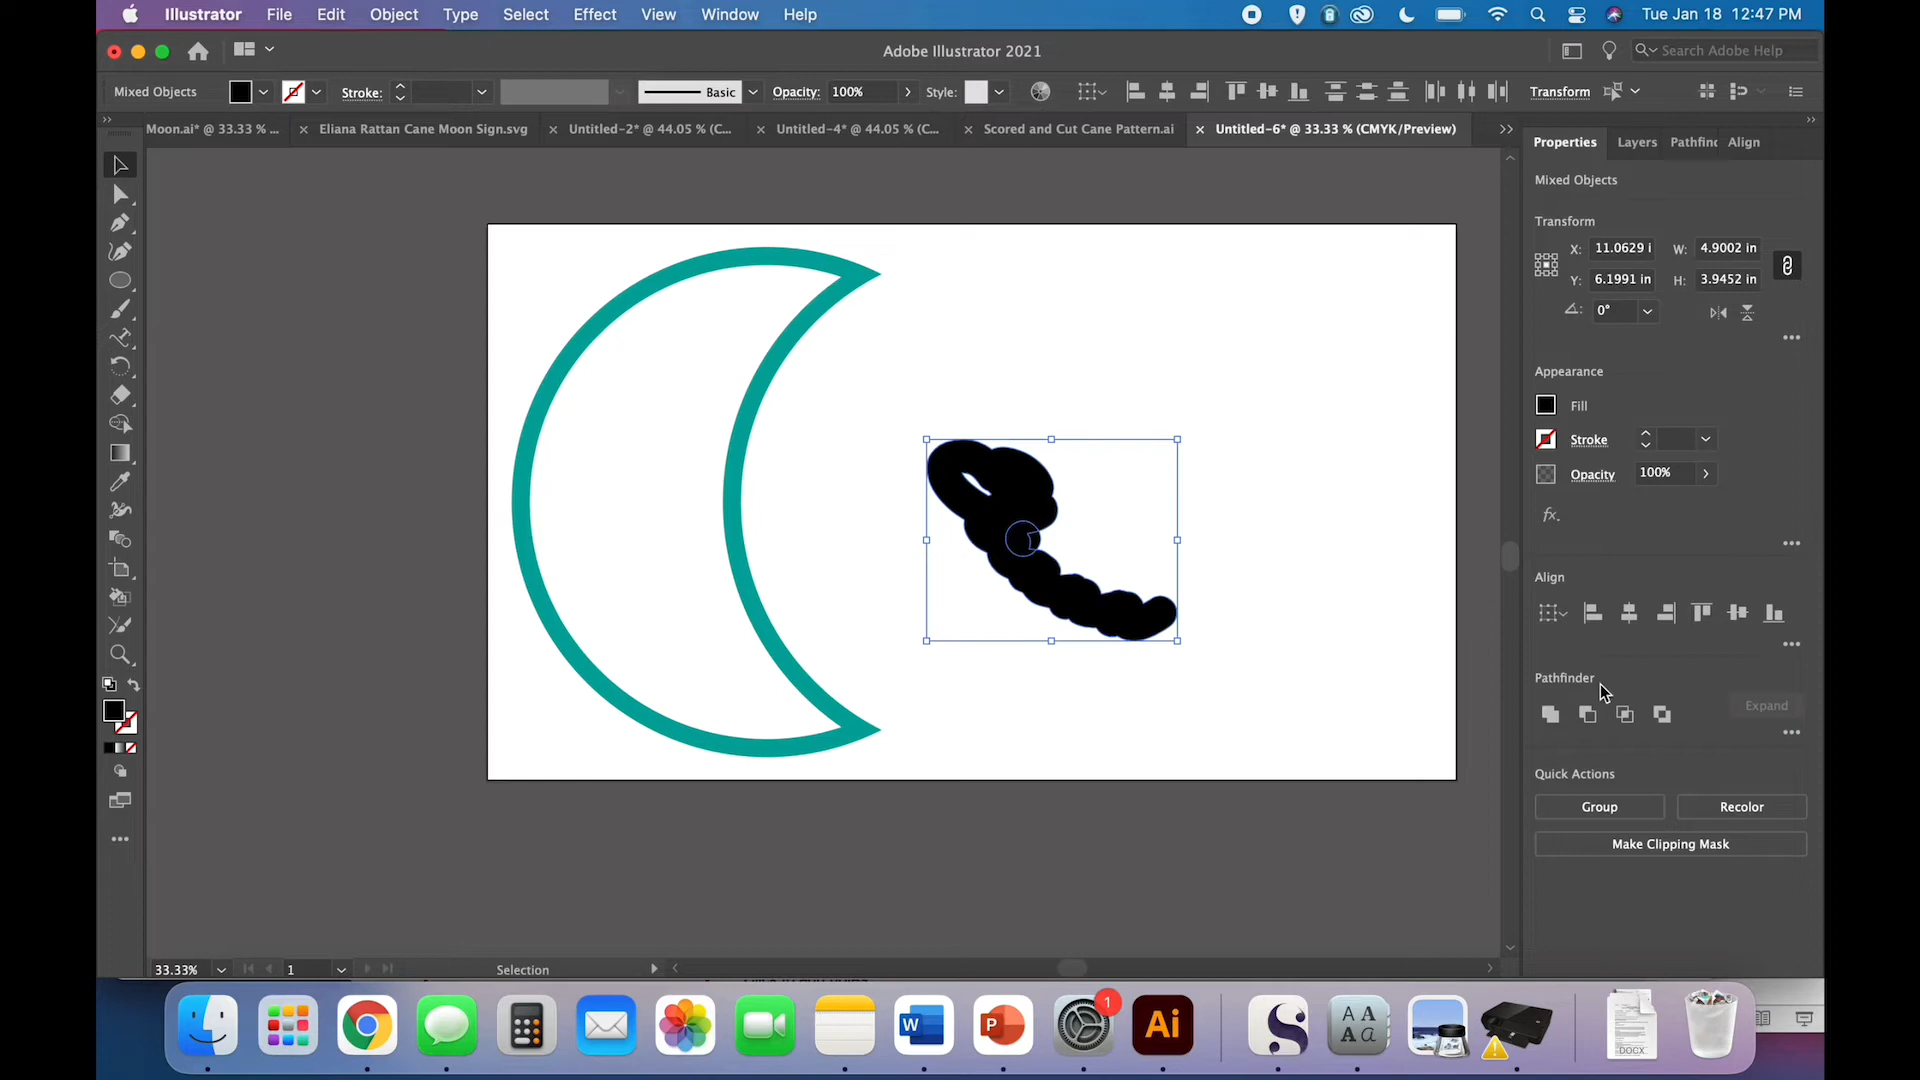 Illustrator File Edit Object Type Select Effect View Window Help Tue Jan 18 12:47 PM
Adobe Illustrator 2021 Search Adobe Help
Mixed Objects Stroke: Basic Opacity: 100% Style: Transform
Moon.ai* @ 33.33 % ... Eliana Rattan Cane Moon Sign.svg Untitled-2* @ 44.05 % (C... Untitled-4* @ 44.05 % (C... Scored and Cut Cane Pattern.ai Untitled-6* @ 33.33 % (CMYK/Preview)
Properties Layers Pathfinc Align
Mixed Objects
Transform
X: 11.0629 i W: 4.9002 in
Y: 6.1991 in H: 3.9452 in
0°
Appearance
Fill
Stroke
Opacity 100%
fx.
Align
Pathfinder
Expand
Quick Actions
Group Recolor
Make Clipping Mask
33.33% 1 Selection
1
W P Ai S A A A a DOCX